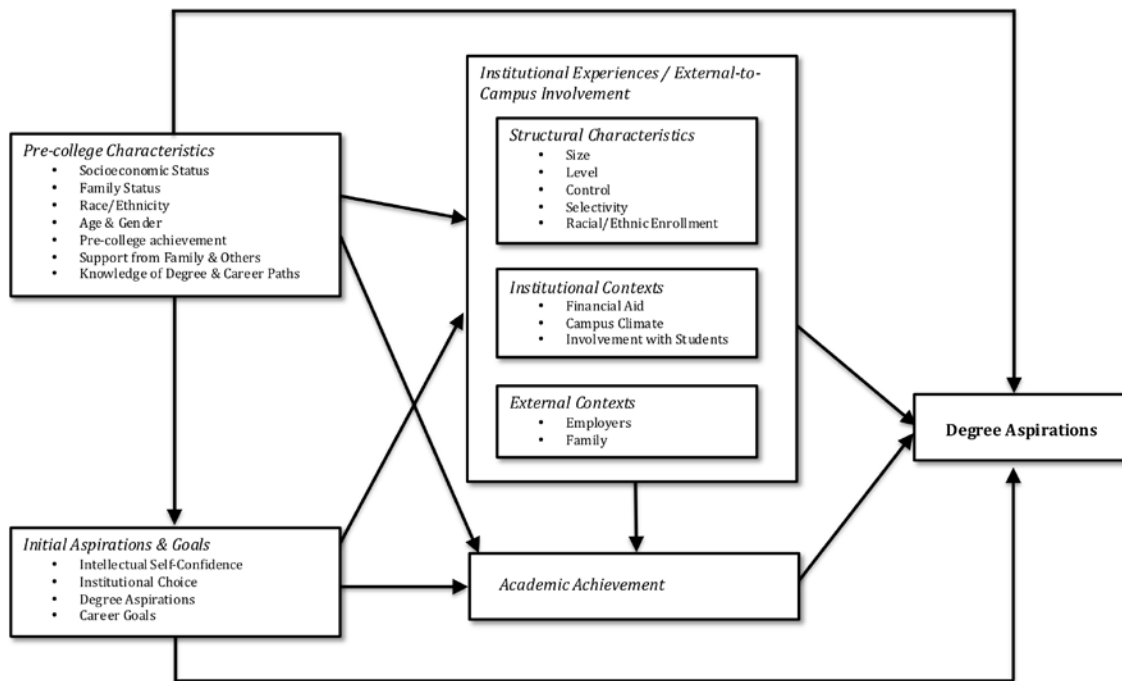 Pre-college Characteristics
• Socioeconomic Status
• Family Status
• Race/Ethnicity
• Age & Gender
• Pre-college achievement
• Support from Family & Others
• Knowledge of Degree & Career Paths
Initial Aspirations & Goals
• Intellectual Self-Confidence
• Institutional Choice
• Degree Aspirations
• Career Goals
Institutional Experiences / External-to-
Campus Involvement
Structural Characteristics
• Size
• Level
• Control
• Selectivity
• Racial/Ethnic Enrollment
Institutional Contexts
• Financial Aid
• Campus Climate
• Involvement with Students
External Contexts
• Employers
• Family
Academic Achievement
Degree Aspirations